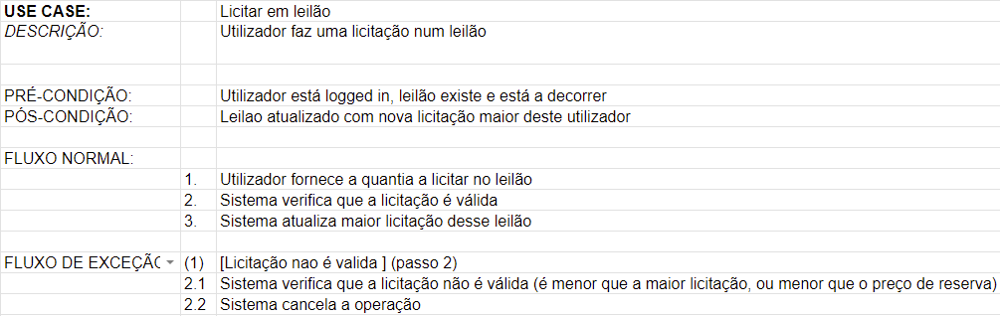 USE CASE: Licitar em leilão
DESCRIÇÃO: Utilizador faz uma licitação num leilão
PRÉ-CONDIÇÃO: Utilizador está logged in, leilão existe e está a decorrer
PÓS-CONDIÇÃO: Leilao atualizado com nova licitação maior deste utilizador
FLUXO NORMAL:
1. Utilizador fornece a quantia a licitar no leilão
2. Sistema verifica que a licitação é válida
3. Sistema atualiza maior licitação desse leilão
FLUXO DE EXCEÇÃO (1) [Licitação nao é valida ] (passo 2)
2.1 Sistema verifica que a licitação não é válida (é menor que a maior licitação, ou menor que o preço de reserva)
2.2 Sistema cancela a operação